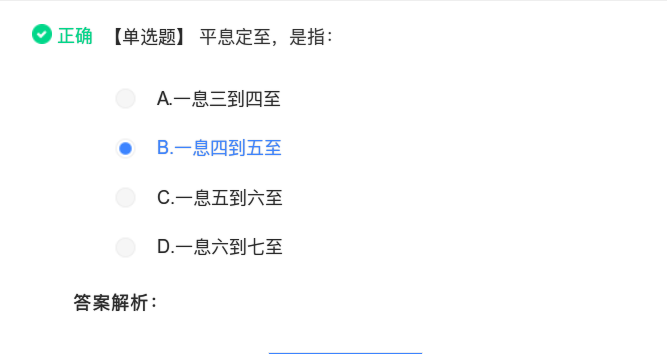 正确 【单选题】 平息定至，是指：
A.一息三到四至
B.一息四到五至
C.一息五到六至
D.一息六到七至
答案解析：